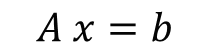 A x = b